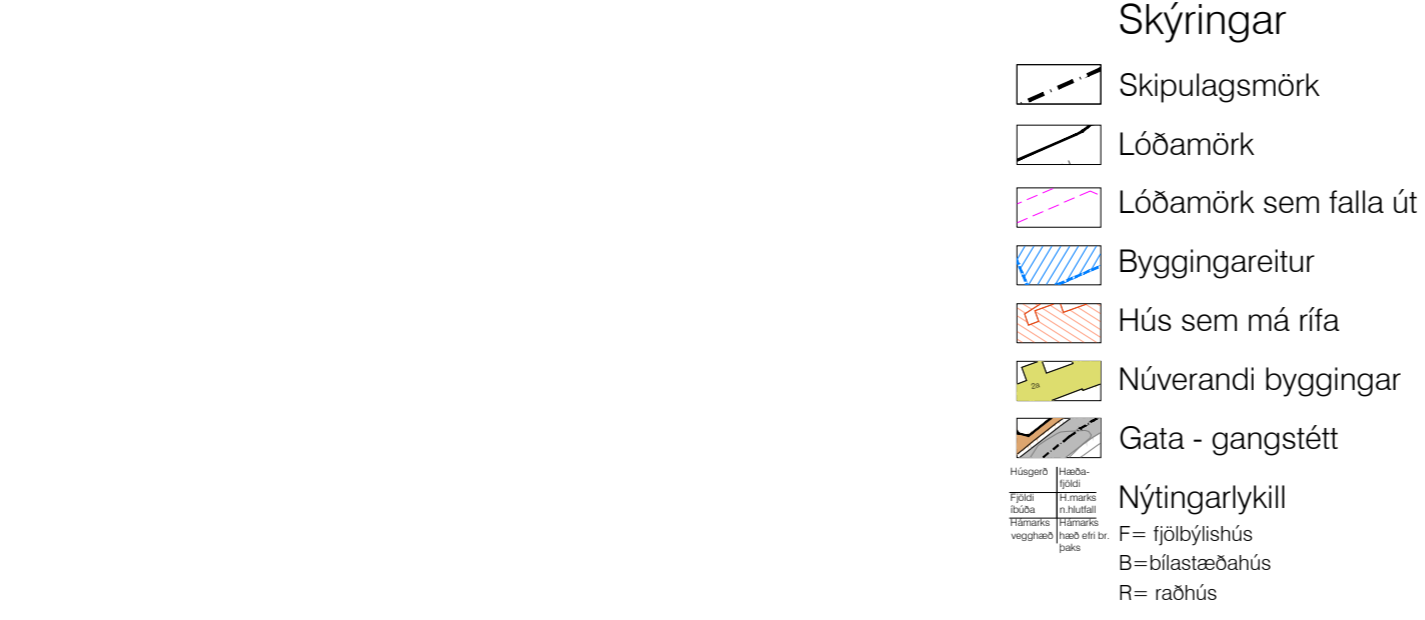 Skýringar
Skipulagsmörk
Lóðamörk
Lóðamörk sem falla út
Byggingareitur
Hús sem má rífa
2a
Núverandi byggingar
Gata - gangstétt
Húsgerð
Hæða-
fjöldi
Fjöldi
íbúða
H.marks
n.hlutfall
Hámarks
vegghæð
Hámarks
hæð efri br.
þaks
Nýtingarlykill
F= fjölbýlishús
B=bílastæðahús
R= raðhús